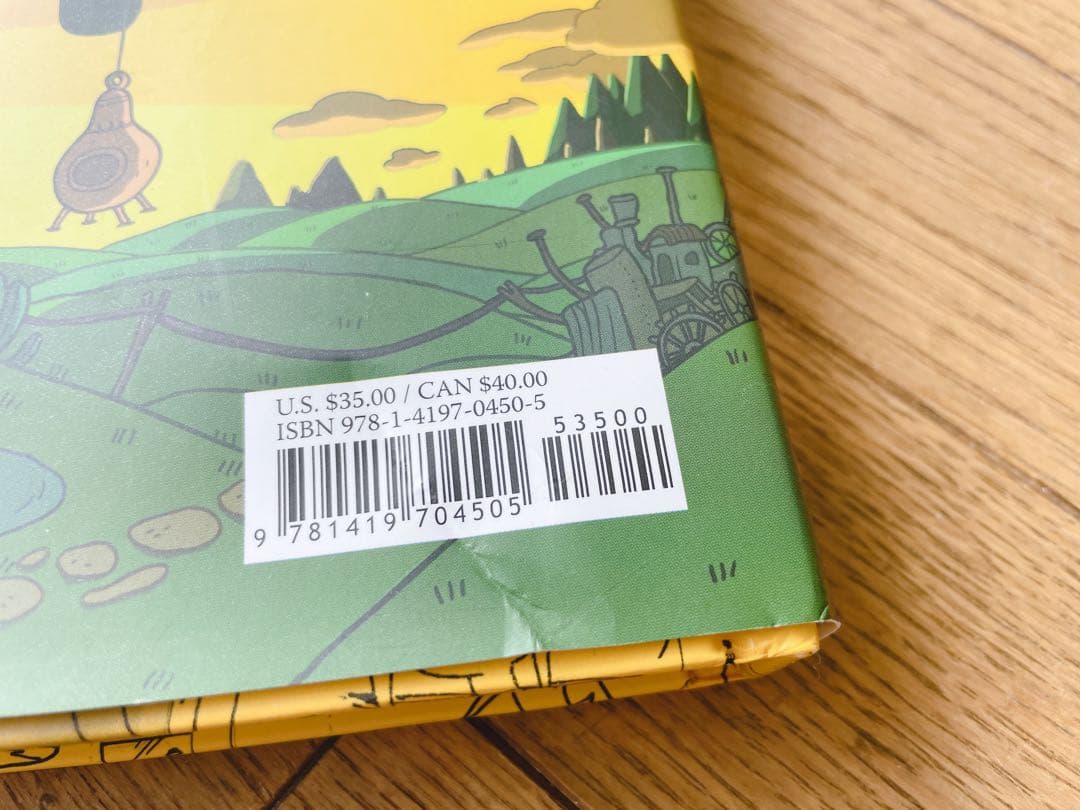 U.S. $35.00 / CAN $40.00
ISBN 978-1-4197-0450-5
53500
9 781419 704505